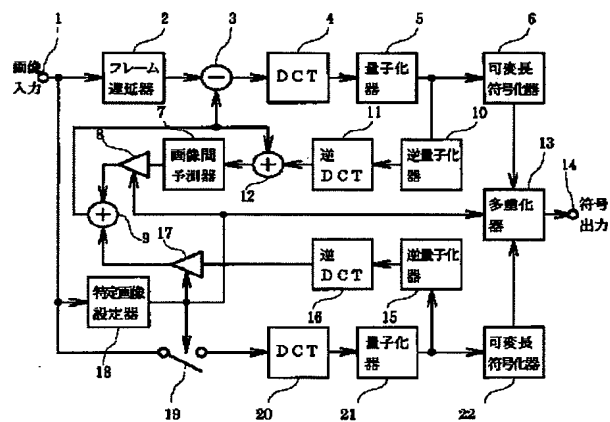 1
2
3
4
5
6
画像
入力
フレーム
遅延器
−
DCT
量子化
器
可変長
符号化器
7
8
11
10
13
14
画像間
予測器
+
12
逆
DCT
逆量子化
器
多重化
器
符号
出力
+
9
17
特定画像
設定器
18
逆
DCT
16
逆量子化
器
15
19
DCT
20
量子化
器
21
可変長
符号化器
22